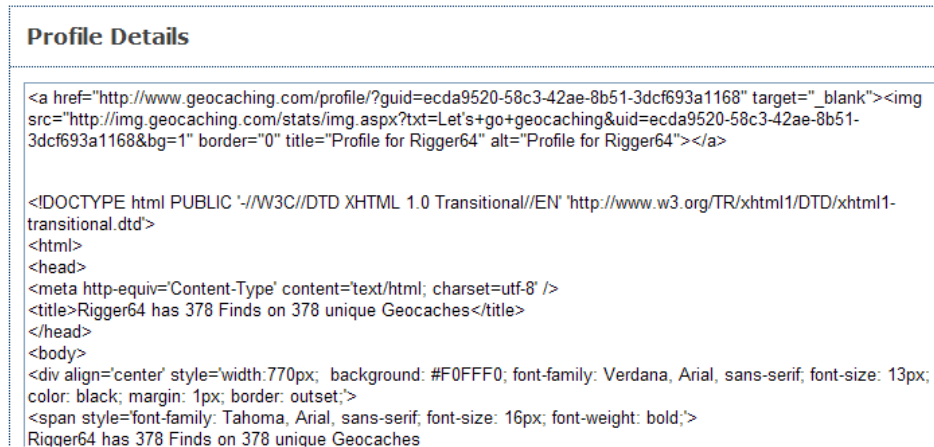 Profile Details
<a href="http://www.geocaching.com/profile/?guid=ecda9520-58c3-42ae-8b51-3dcf693a1168" target="_blank"><img
src="http://img.geocaching.com/stats/img.aspx?txt=Let's+go+geocaching&uid=ecda9520-58c3-42ae-8b51-
3dcf693a1168&bg=1" border="0" title="Profile for Rigger64" alt="Profile for Rigger64"></a>
<!DOCTYPE html PUBLIC '-//W3C//DTD XHTML 1.0 Transitional//EN' 'http://www.w3.org/TR/xhtml1/DTD/xhtml1-
transitional.dtd'>
<html>
<head>
<meta http-equiv='Content-Type' content='text/html; charset=utf-8' />
<title>Rigger64 has 378 Finds on 378 unique Geocaches</title>
</head>
<body>
<div align='center' style='width:770px;  background: #F0FFF0; font-family: Verdana, Arial, sans-serif; font-size: 13px;
color: black; margin: 1px; border: outset;'>
<span style='font-family: Tahoma, Arial, sans-serif; font-size: 16px; font-weight: bold;'>
Rigger64 has 378 Finds on 378 unique Geocaches